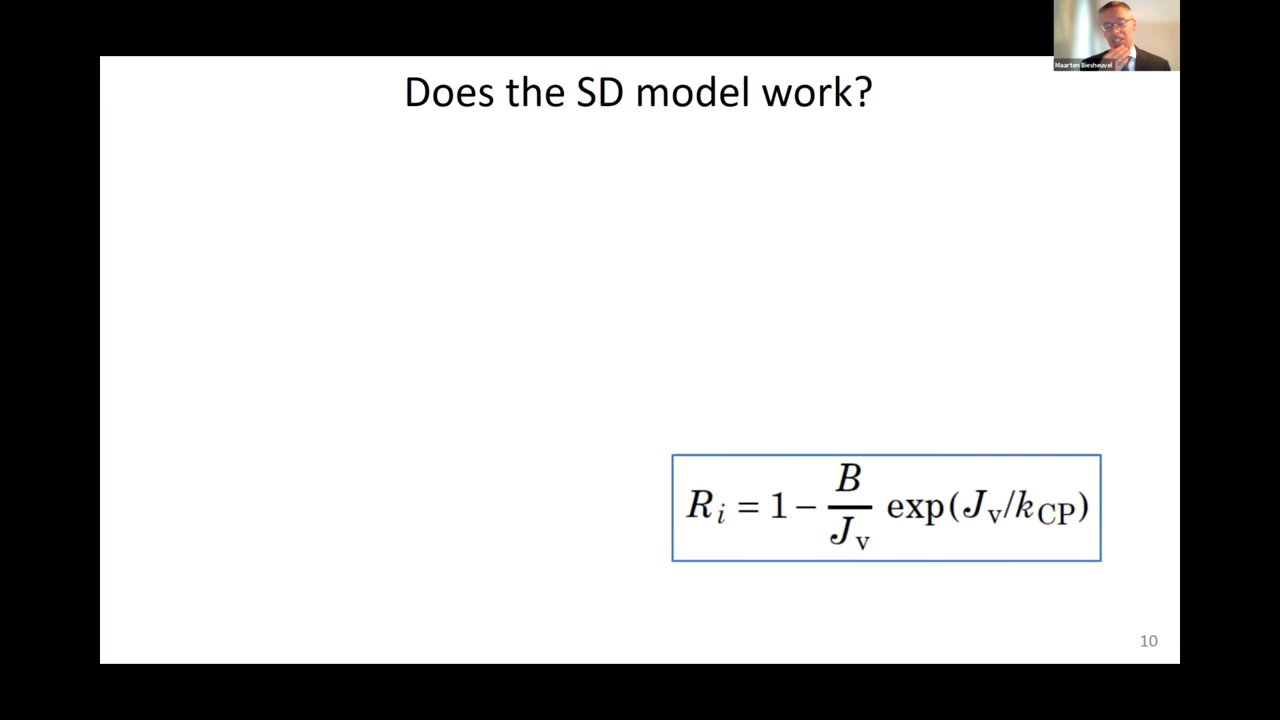 Maarten Biesheuvel
Does the SD model work?
R_i = 1 − B/J_v exp(J_v/k_CP)
10